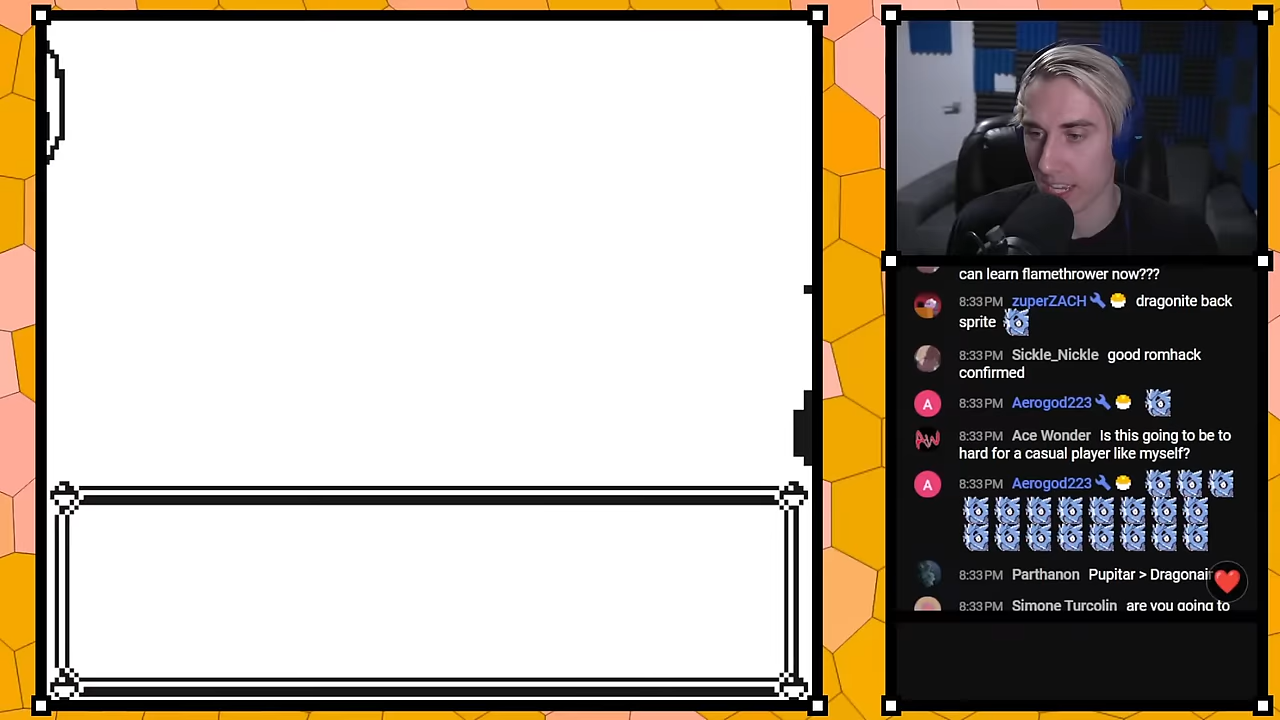 can learn flamethrower now???
8:33 PM zuperZACH dragonite back
sprite
8:33 PM Sickle_Nickle good romhack
confirmed
A 8:33 PM Aerogod223
AW 8:33 PM Ace Wonder Is this going to be to
hard for a casual player like myself?
A 8:33 PM Aerogod223
8:33 PM Parthanon Pupitar > Dragonair
8:33 PM Simone Turcolin are you going to